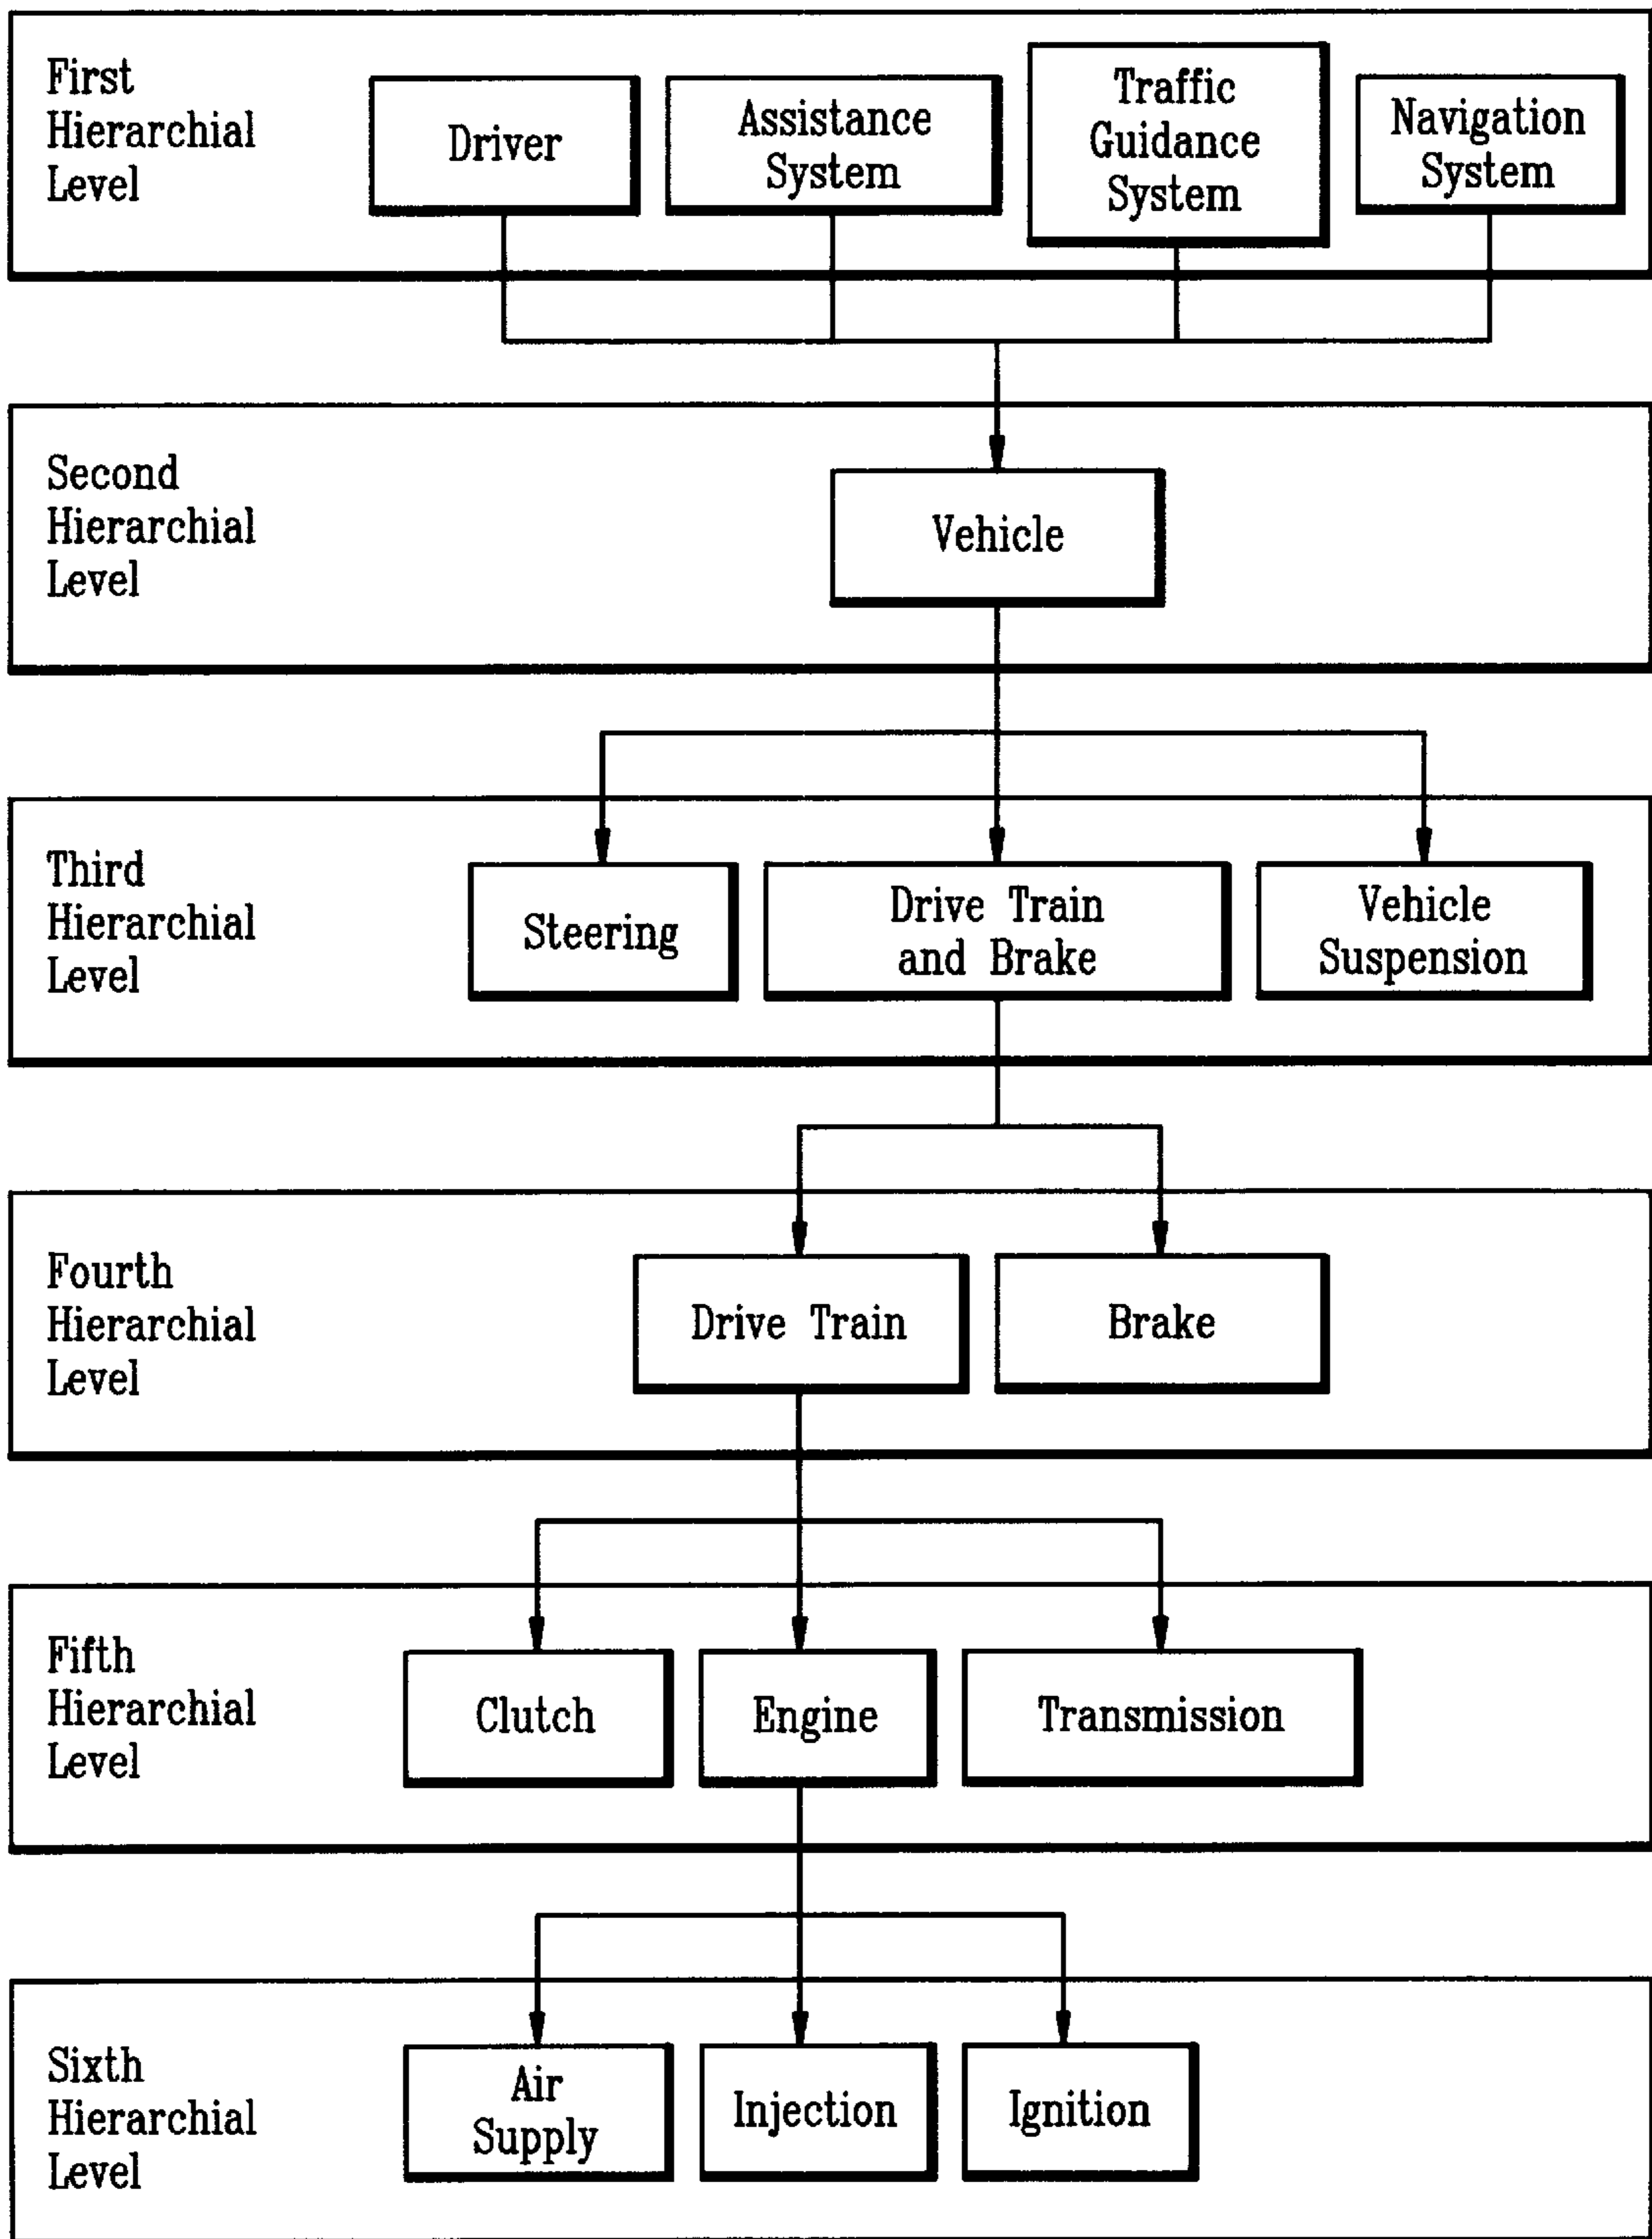 First
Hierarchial
Level
Driver
Assistance
System
Traffic
Guidance
System
Navigation
System
Second
Hierarchial
Level
Vehicle
Third
Hierarchial
Level
Steering
Drive Train
and Brake
Vehicle
Suspension
Fourth
Hierarchial
Level
Drive Train
Brake
Fifth
Hierarchial
Level
Clutch
Engine
Transmission
Sixth
Hierarchial
Level
Air
Supply
Injection
Ignition